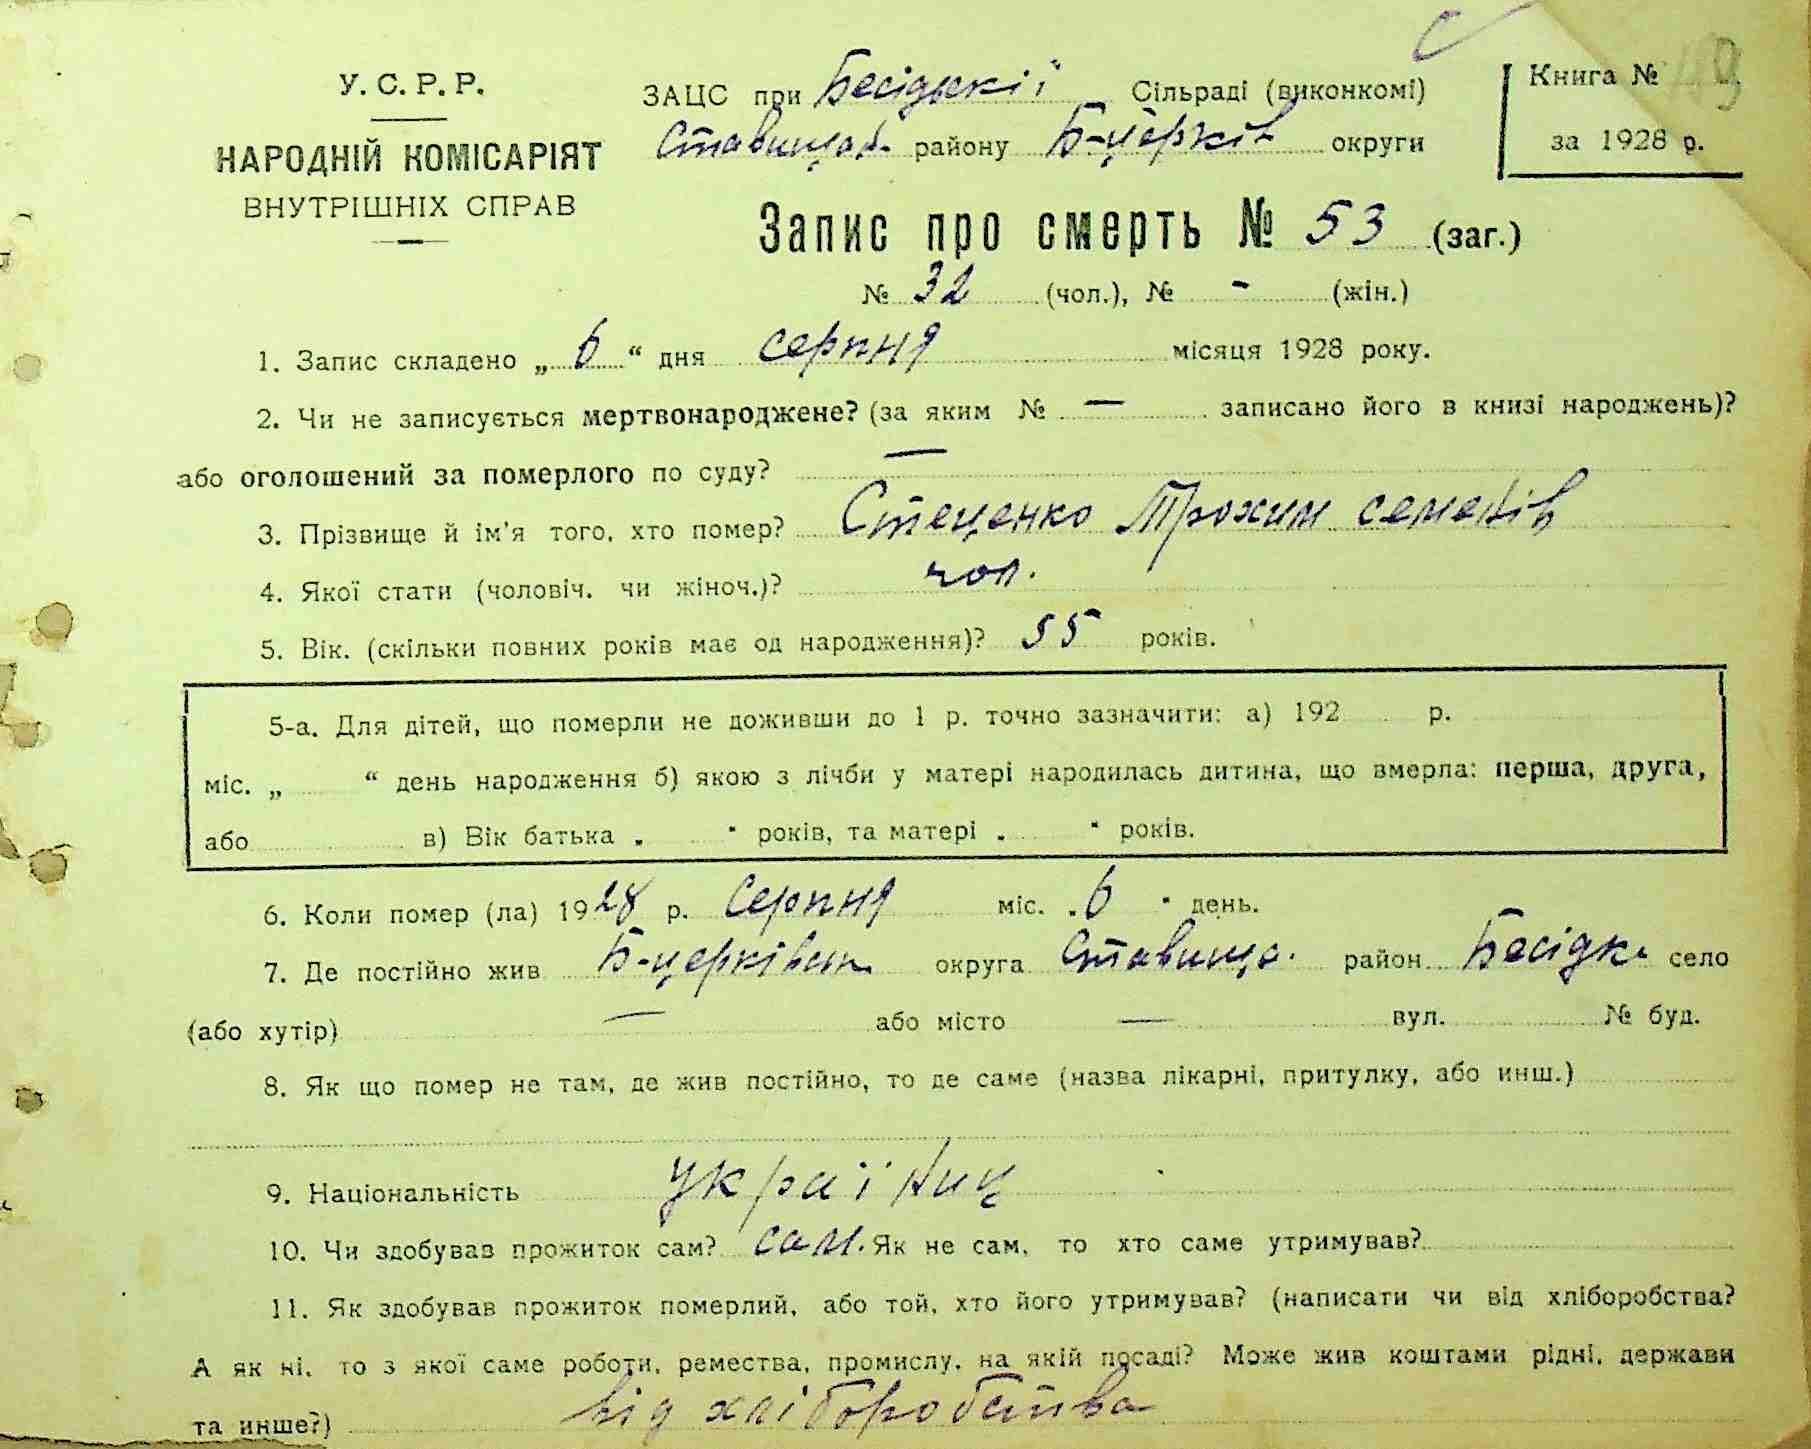 У. С. Р. Р.
НАРОДНІЙ КОМІСАРІЯТ
ВНУТРІШНІХ СПРАВ
ЗАЦС при Бесідській Сільраді (виконкомі)
Ставищан. району Б-Церків округи
Книга №
за 1928 р.
Запис про смерть № 53 (заг.)
№ 32 (чол.), № - (жін.)
1. Запис складено „ 6 “ дня серпня місяця 1928 року.
2. Чи не записується мертвонароджене? (за яким № — записано його в книзі народжень)?
або оголошений за померлого по суду? —
3. Прізвище й ім'я того, хто помер? Стеценко Трохим семенів
4. Якої стати (чоловіч. чи жіноч.)? чол.
5. Вік. (скільки повних років має од народження)? 55 років.
5-а. Для дітей, що померли не доживши до 1 р. точно зазначити: а) 192 р.
міс. „ “ день народження б) якою з лічби у матері народилась дитина, що вмерла: перша, друга,
або в) Вік батька „ “ років, та матері „ “ років.
6. Коли помер (ла) 1928 р. Серпня міс. „ 6 “ день.
7. Де постійно жив Б-церківськ округа Ставище. район Бесідк. село
(або хутір) — або місто — вул. № буд.
8. Як що помер не там, де жив постійно, то де саме (назва лікарні, притулку, або инш.)
9. Національність Українц
10. Чи здобував прожиток сам? сам. Як не сам, то хто саме утримував?
11. Як здобував прожиток померлий, або той, хто його утримував? (написати чи від хліборобства?
А як ні, то з якої саме роботи, ремества, промислу, на якій посаді? Може жив коштами рідні, держави
та инше?) від хліборобства